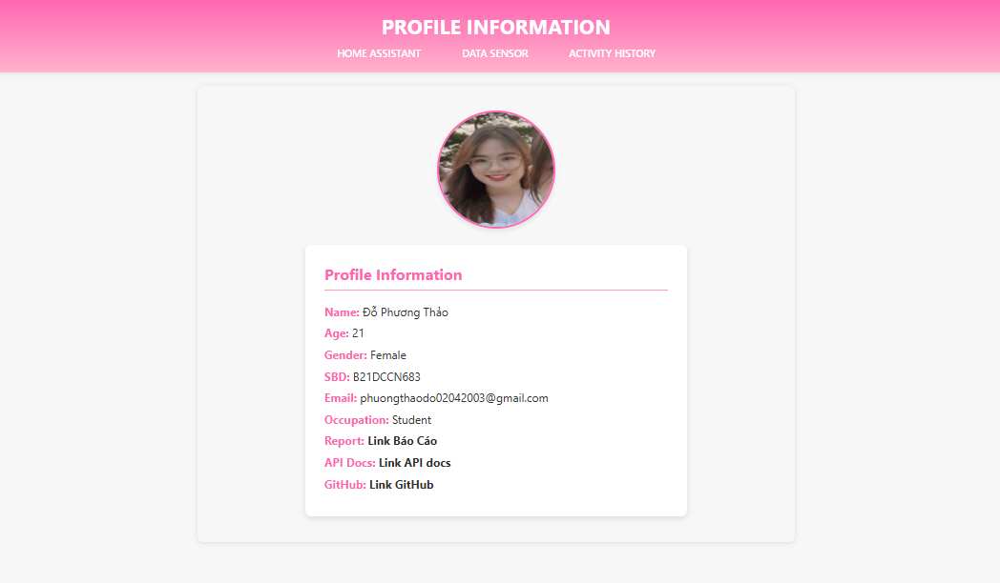 PROFILE INFORMATION
HOME ASSISTANT DATA SENSOR ACTIVITY HISTORY
Profile Information
Name: Đỗ Phương Thảo
Age: 21
Gender: Female
SBD: B21DCCN683
Email: phuongthaodo02042003@gmail.com
Occupation: Student
Report: Link Báo Cáo
API Docs: Link API docs
GitHub: Link GitHub